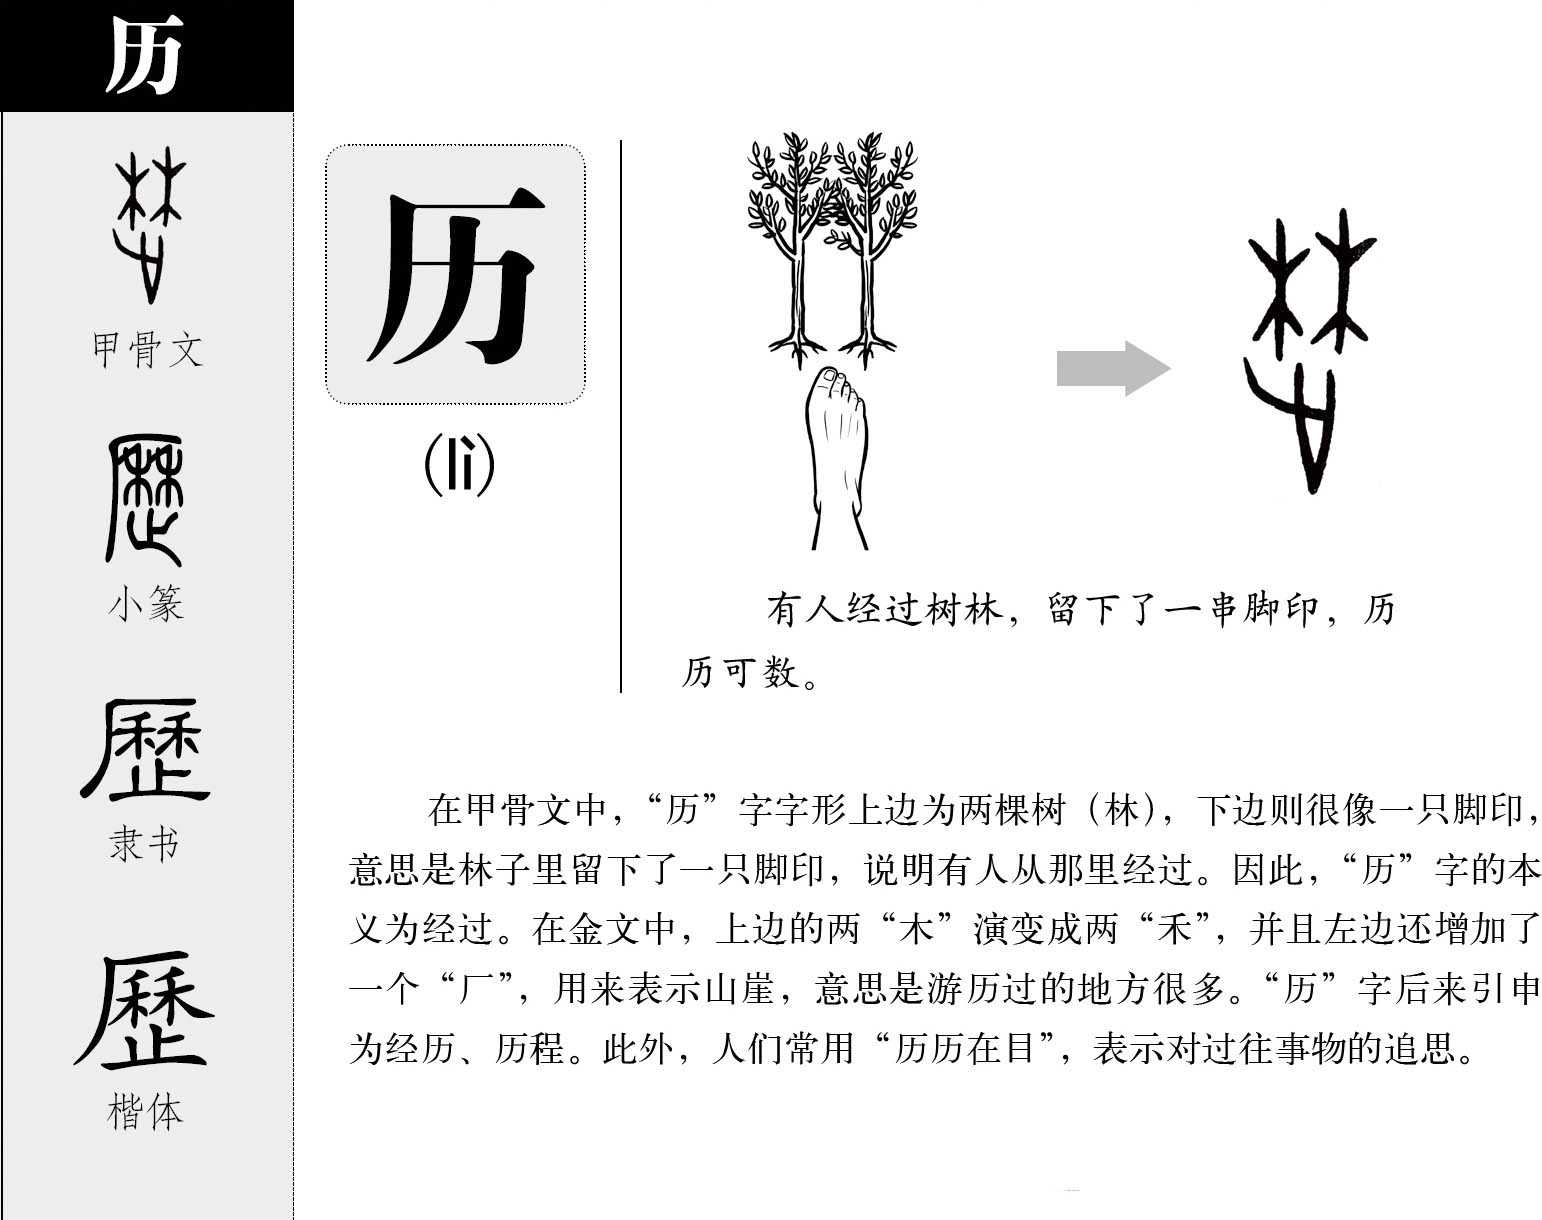 历
甲骨文
小篆
歷
隶书
歷
楷体
历
(lì)
有人经过树林，留下了一串脚印，历
历可数。
在甲骨文中，“历”字字形上边为两棵树（林），下边则很像一只脚印，
意思是林子里留下了一只脚印，说明有人从那里经过。因此，“历”字的本
义为经过。在金文中，上边的两“木”演变成两“禾”，并且左边还增加了
一个“厂”，用来表示山崖，意思是游历过的地方很多。“历”字后来引申
为经历、历程。此外，人们常用“历历在目”，表示对过往事物的追思。